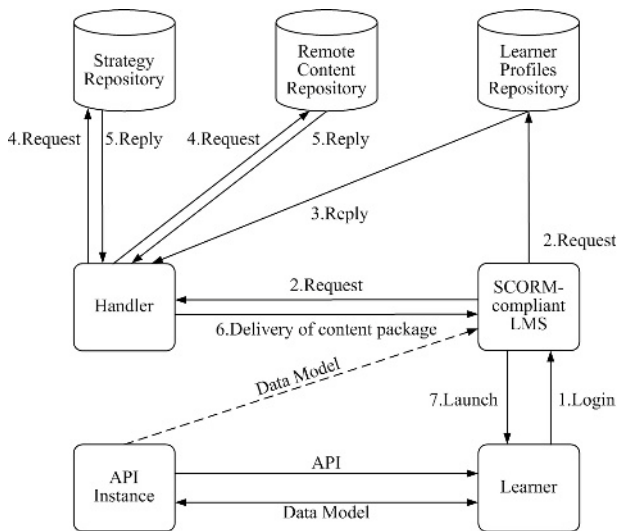 Strategy
Repository
Remote
Content
Repository
Learner
Profiles
Repository
4.Request
5.Reply
4.Request
5.Reply
3.Reply
2.Request
Handler
2.Request
SCORM-
compliant
LMS
6.Delivery of content package
Data Model
7.Launch
1.Login
API
Instance
API
Data Model
Learner